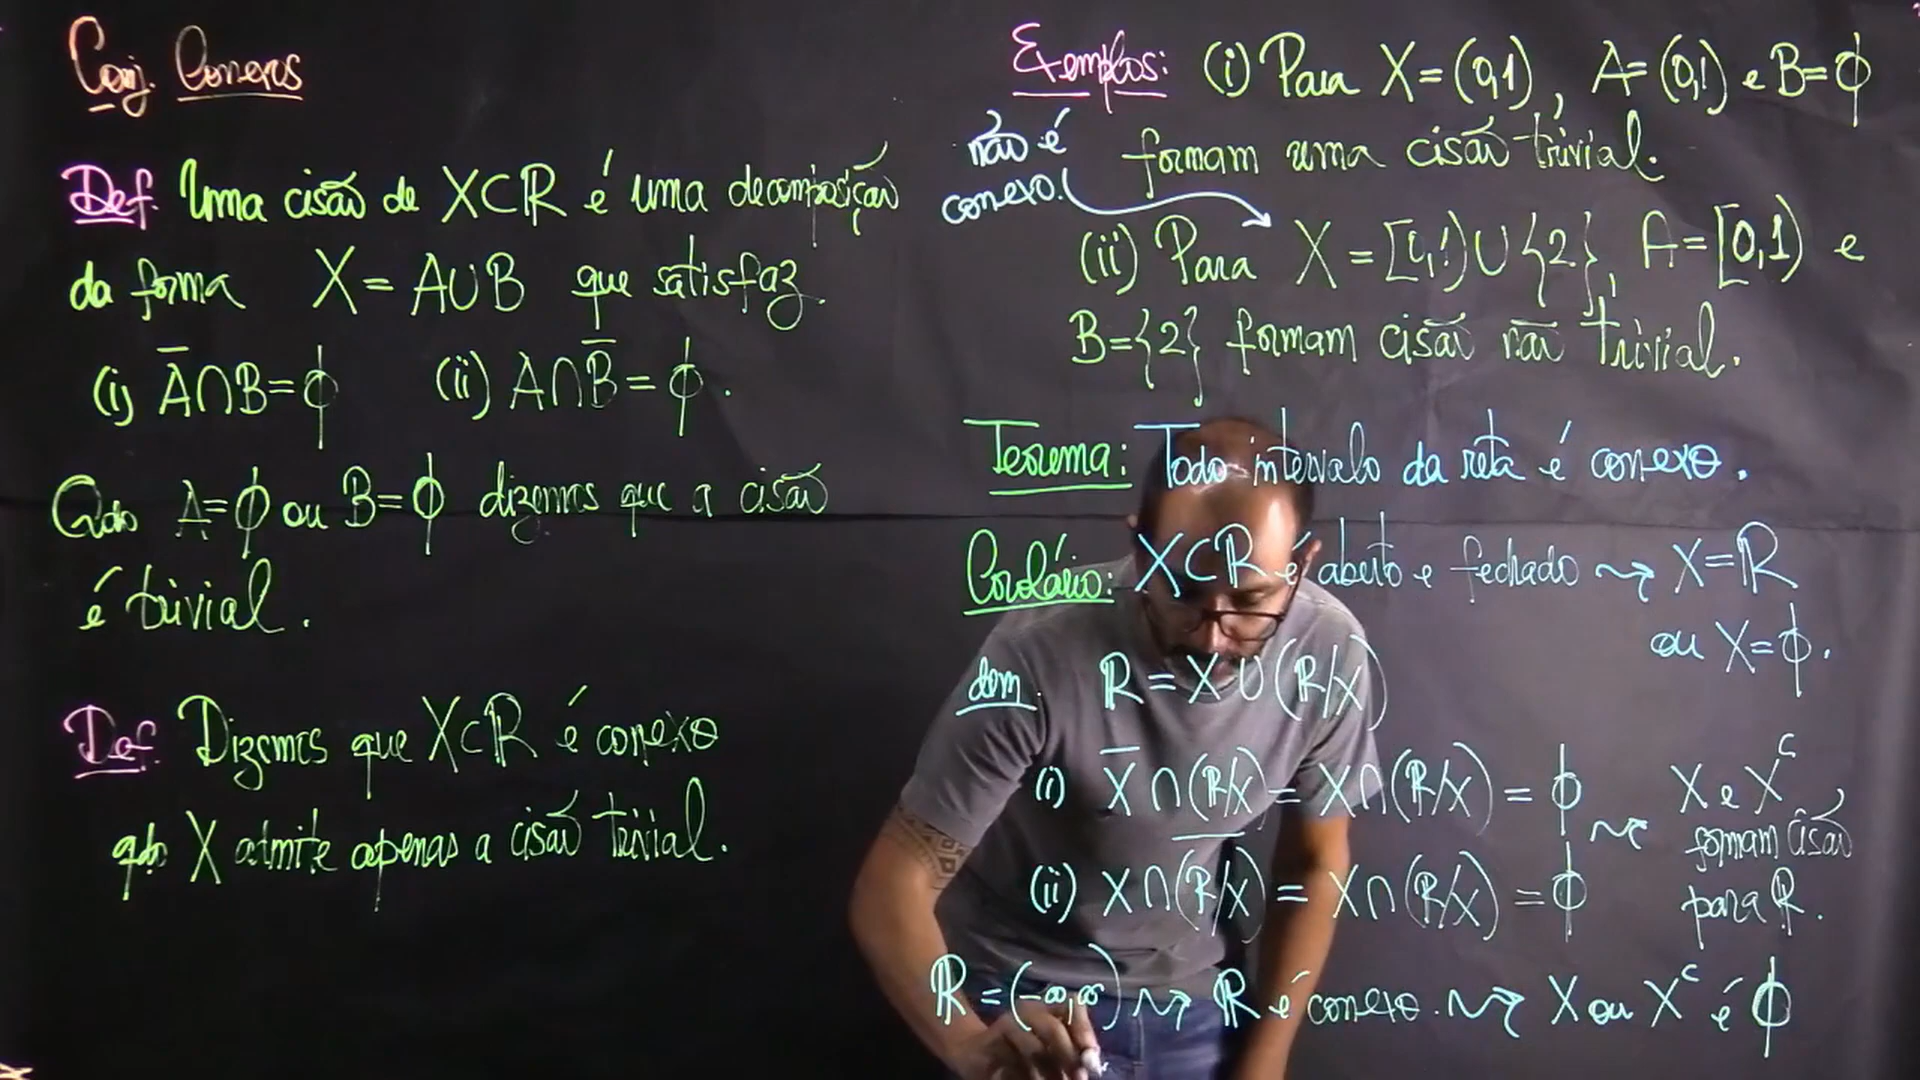 Conj. Conexos
Def. Uma cisão de X⊂ℝ é uma decomposição
da forma X = A∪B que satisfaz.
(i) A̅∩B=∅ (ii) A∩B̅=∅.
Qdo A=∅ ou B=∅ dizemos que a cisão
é trivial.
Def. Dizemos que X⊂ℝ é conexo
qdo X admite apenas a cisão trivial.
Exemplos: (i) Para X=(0,1), A=(0,1) e B=∅
formam uma cisão trivial.
não é
conexo.
(ii) Para X=[0,1)∪{2}, A=[0,1) e
B={2} formam cisão não trivial.
Teorema: Todo intervalo da reta é conexo.
Corolário: X⊂ℝ é aberto e fechado ⤳ X=ℝ
ou X=∅.
dem. ℝ = X∪(ℝ/X)
(i) X̅∩(ℝ/X) = X∩(ℝ/X) = ∅
(ii) X∩\overline{(ℝ/X)} = X∩(ℝ/X) = ∅
⤳ X e Xᶜ
formam cisão
para ℝ.
ℝ=(-∞,∞) ⤳ ℝ é conexo. ⤳ X ou Xᶜ é ∅